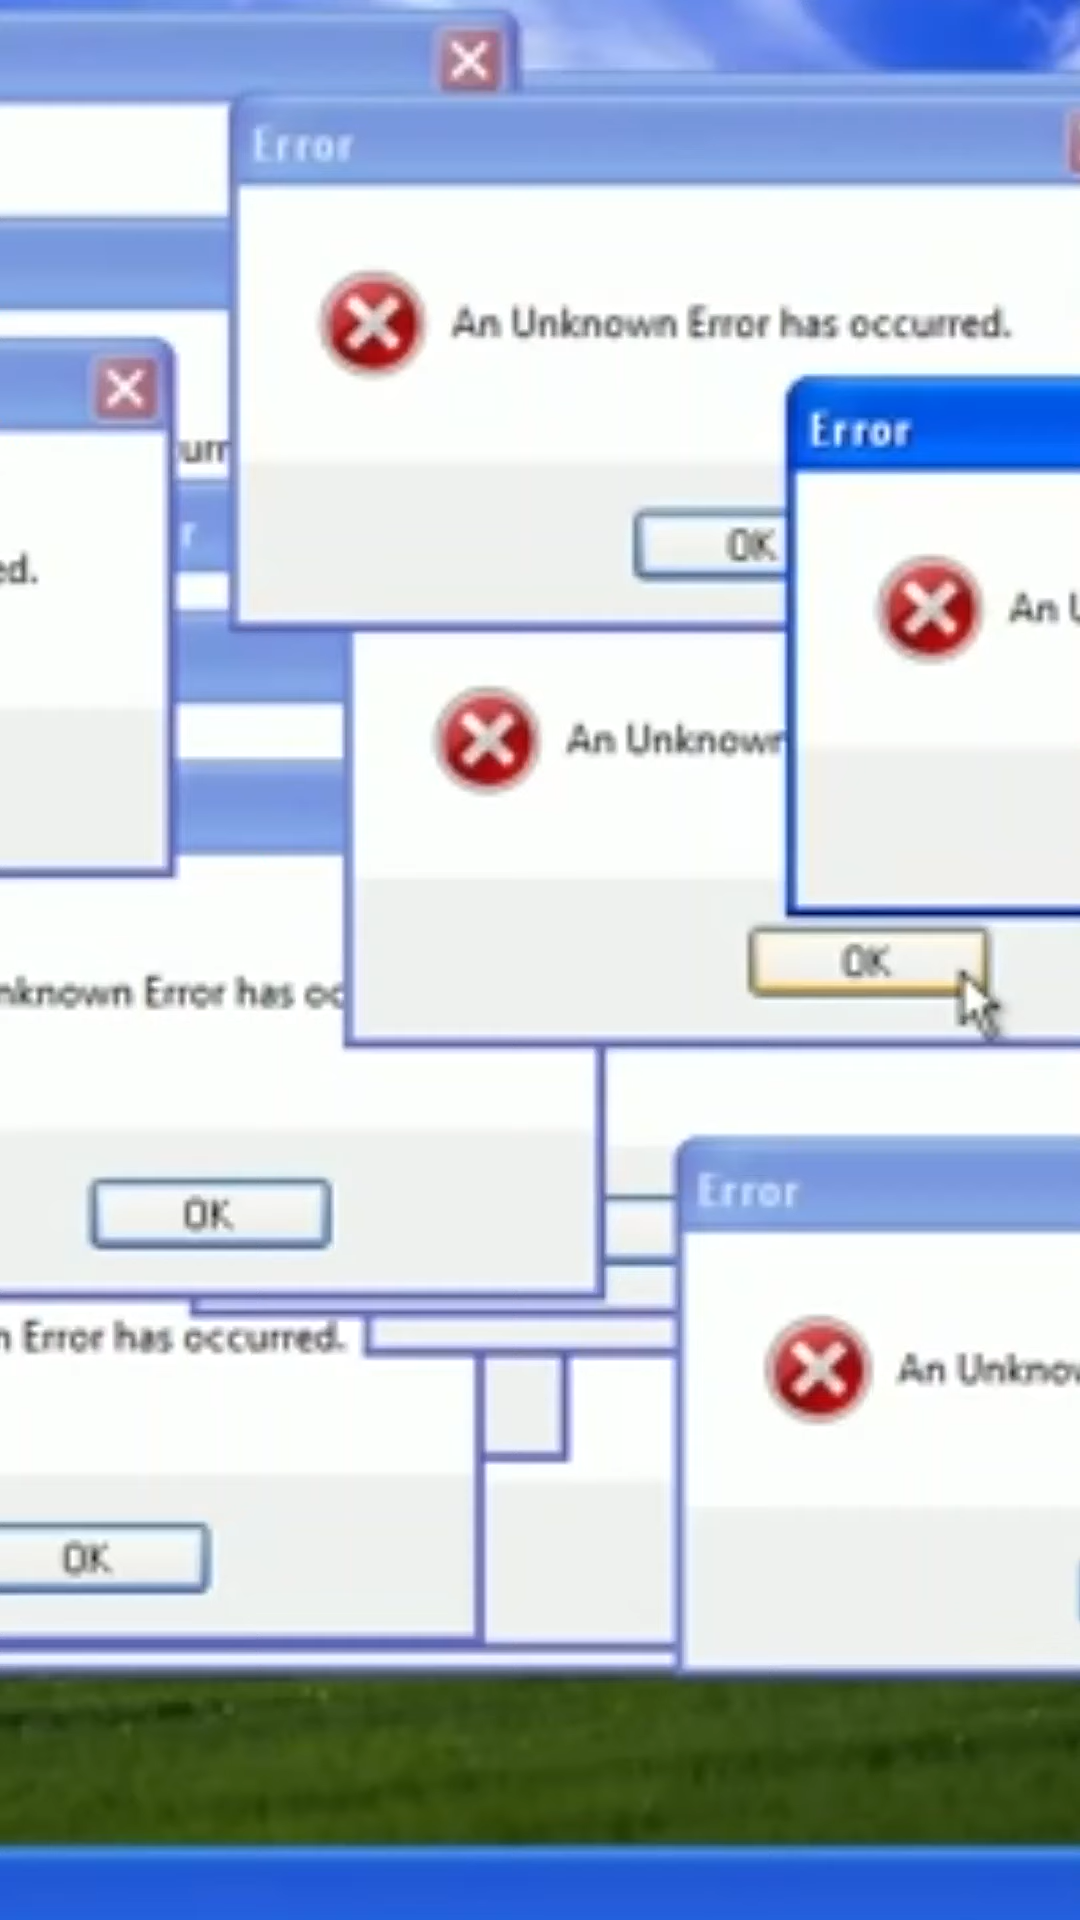 Error
An Unknown Error has occurred.
urr
r
Error
OK
ed.
An U
An Unknown
OK
nknown Error has oc
Error
OK
n Error has occurred.
An Unknow
OK